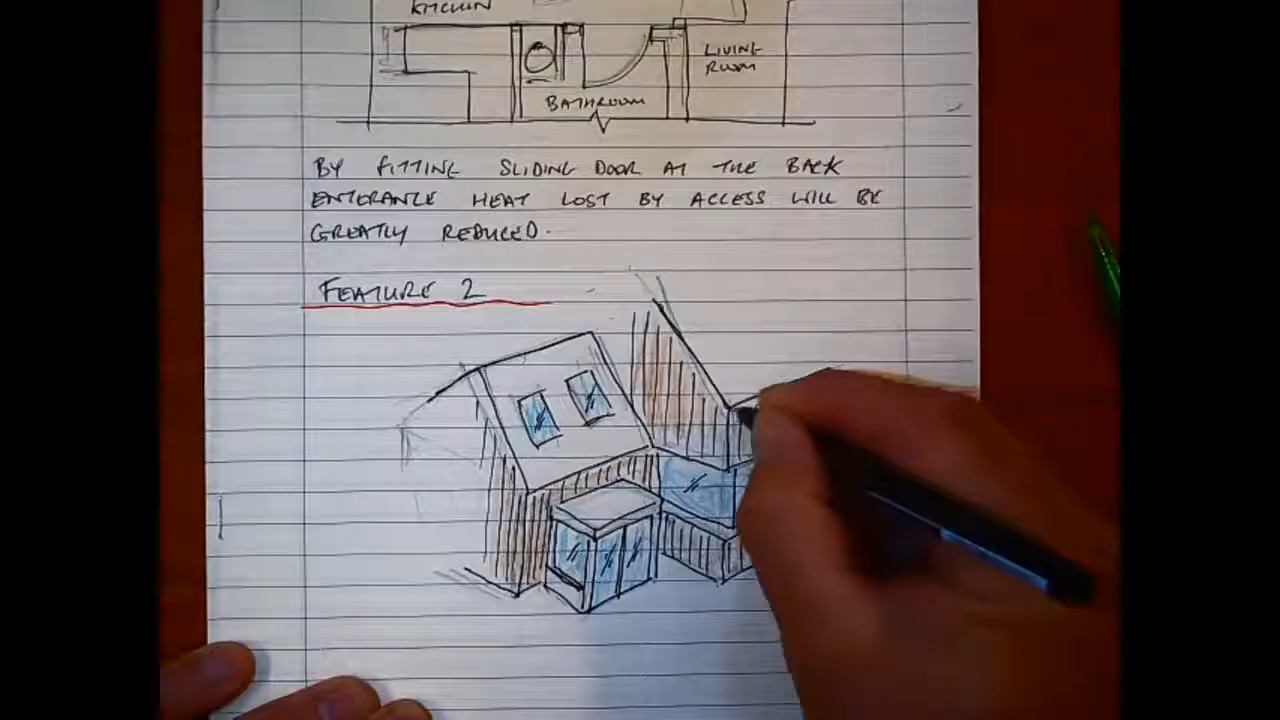 KITCHEN
LIVING
ROOM
BATHROOM
BY FITTING SLIDING DOOR AT THE BACK
ENTERANCE HEAT LOST BY ACCESS WILL BE
GREATLY REDUCED.
FEATURE 2